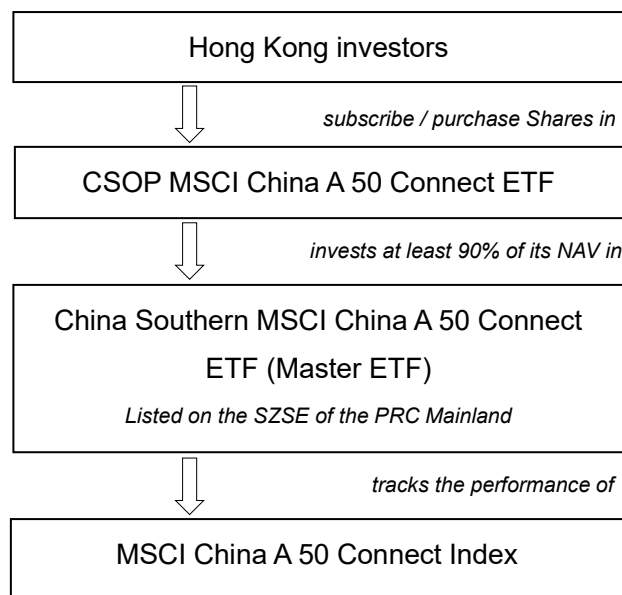 Hong Kong investors
subscribe / purchase Shares in
CSOP MSCI China A 50 Connect ETF
invests at least 90% of its NAV in
China Southern MSCI China A 50 Connect
ETF (Master ETF)
Listed on the SZSE of the PRC Mainland
tracks the performance of
MSCI China A 50 Connect Index